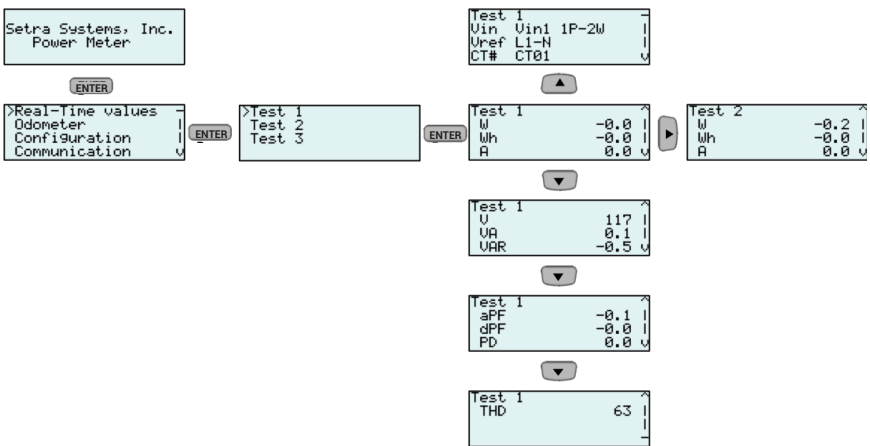 Setra Systems, Inc.
Power Meter
ENTER
>Real-Time values
Odometer
Configuration
Communication
ENTER
>Test 1
Test 2
Test 3
ENTER
Test 1
Vin Vin1 1P-2W
Vref L1-N
CT# CT01
Test 1
W -0.0
Wh -0.0
A 0.0
Test 2
W -0.2
Wh -0.0
A 0.0
Test 1
V 117
VA 0.1
VAR -0.5
Test 1
aPF -0.1
dPF -0.0
PD 0.0
Test 1
THD 63